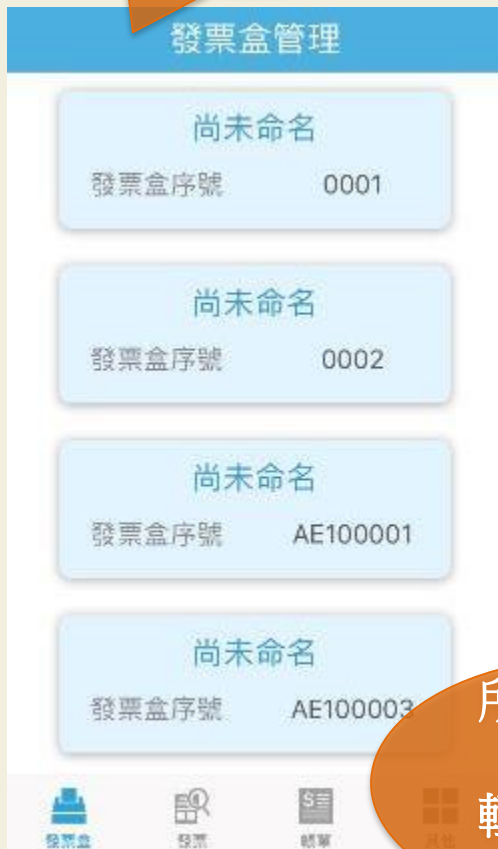 發票盒管理
尚未命名
發票盒序號 0001
尚未命名
發票盒序號 0002
尚未命名
發票盒序號 AE100001
尚未命名
發票盒序號 AE100003
發票盒 發票 帳單 其他